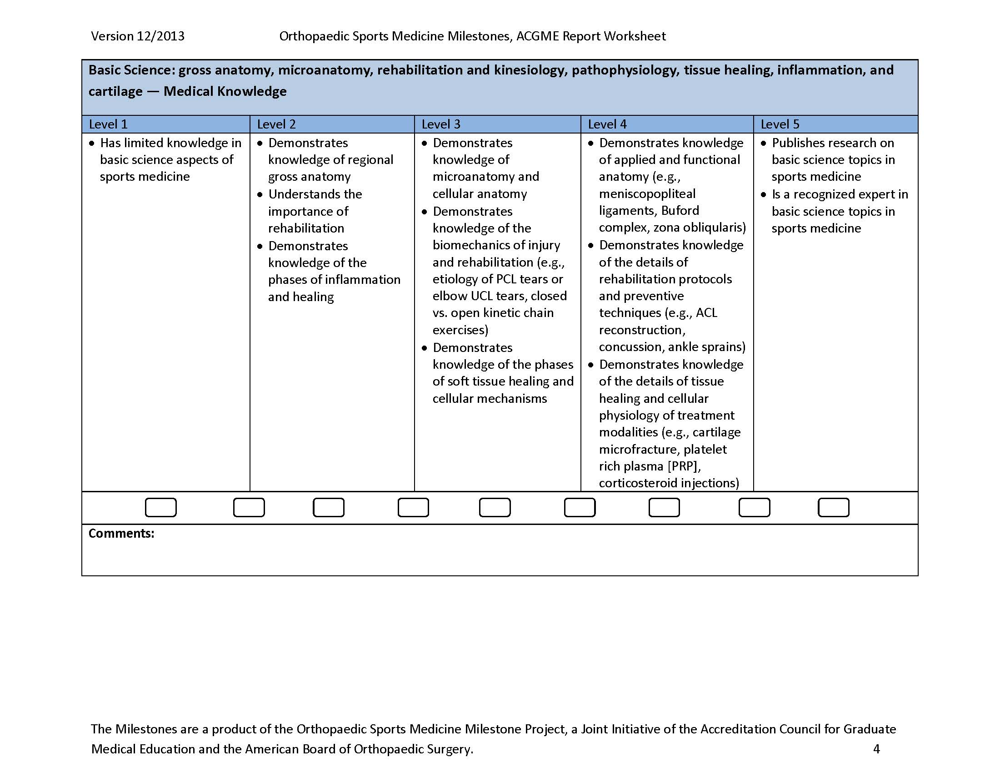 Version 12/2013 Orthopaedic Sports Medicine Milestones, ACGME Report Worksheet
Basic Science: gross anatomy, microanatomy, rehabilitation and kinesiology, pathophysiology, tissue healing, inflammation, and
cartilage — Medical Knowledge
Level 1
Level 2
Level 3
Level 4
Level 5
• Has limited knowledge in
basic science aspects of
sports medicine
• Demonstrates
knowledge of regional
gross anatomy
• Understands the
importance of
rehabilitation
• Demonstrates
knowledge of the
phases of inflammation
and healing
• Demonstrates
knowledge of
microanatomy and
cellular anatomy
• Demonstrates
knowledge of the
biomechanics of injury
and rehabilitation (e.g.,
etiology of PCL tears or
elbow UCL tears, closed
vs. open kinetic chain
exercises)
• Demonstrates
knowledge of the phases
of soft tissue healing and
cellular mechanisms
• Demonstrates knowledge
of applied and functional
anatomy (e.g.,
meniscopopliteal
ligaments, Buford
complex, zona obliqularis)
• Demonstrates knowledge
of the details of
rehabilitation protocols
and preventive
techniques (e.g., ACL
reconstruction,
concussion, ankle sprains)
• Demonstrates knowledge
of the details of tissue
healing and cellular
physiology of treatment
modalities (e.g., cartilage
microfracture, platelet
rich plasma [PRP],
corticosteroid injections)
• Publishes research on
basic science topics in
sports medicine
• Is a recognized expert in
basic science topics in
sports medicine
Comments:
The Milestones are a product of the Orthopaedic Sports Medicine Milestone Project, a Joint Initiative of the Accreditation Council for Graduate
Medical Education and the American Board of Orthopaedic Surgery. 4